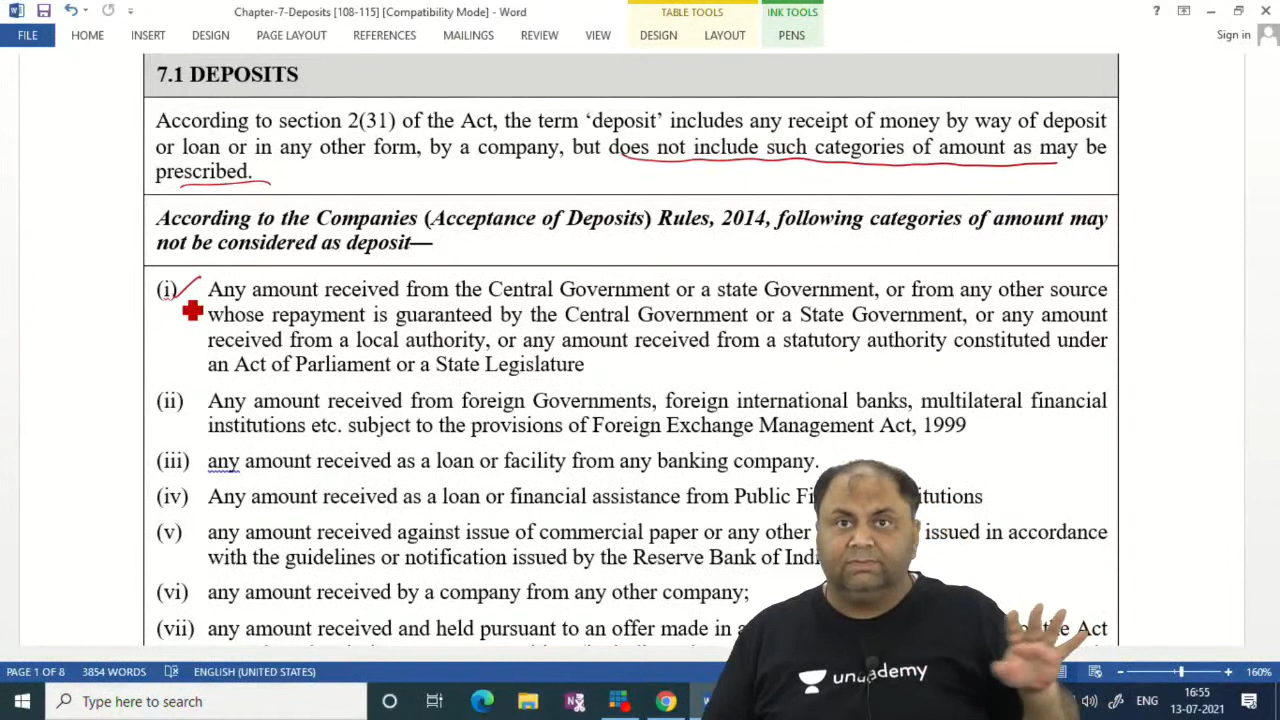 Chapter-7-Deposits [108-115] [Compatibility Mode] - Word
TABLE TOOLS
INK TOOLS
?
Sign in
FILE HOME INSERT DESIGN PAGE LAYOUT REFERENCES MAILINGS REVIEW VIEW DESIGN LAYOUT PENS
7.1 DEPOSITS
According to section 2(31) of the Act, the term ‘deposit’ includes any receipt of money by way of deposit
or loan or in any other form, by a company, but does not include such categories of amount as may be
prescribed.
According to the Companies (Acceptance of Deposits) Rules, 2014, following categories of amount may
not be considered as deposit—
(i) Any amount received from the Central Government or a state Government, or from any other source
whose repayment is guaranteed by the Central Government or a State Government, or any amount
received from a local authority, or any amount received from a statutory authority constituted under
an Act of Parliament or a State Legislature
(ii) Any amount received from foreign Governments, foreign international banks, multilateral financial
institutions etc. subject to the provisions of Foreign Exchange Management Act, 1999
(iii) any amount received as a loan or facility from any banking company.
(iv) Any amount received as a loan or financial assistance from Public
(v) any amount received against issue of commercial paper or any other issued in accordance
with the guidelines or notification issued by the Reserve Bank of
(vi) any amount received by a company from any other company;
(vii) any amount received and held pursuant to an offer made in Act
unacademy
PAGE 1 OF 8 3854 WORDS ENGLISH (UNITED STATES) 160%
Type here to search
ENG
16:55
13-07-2021